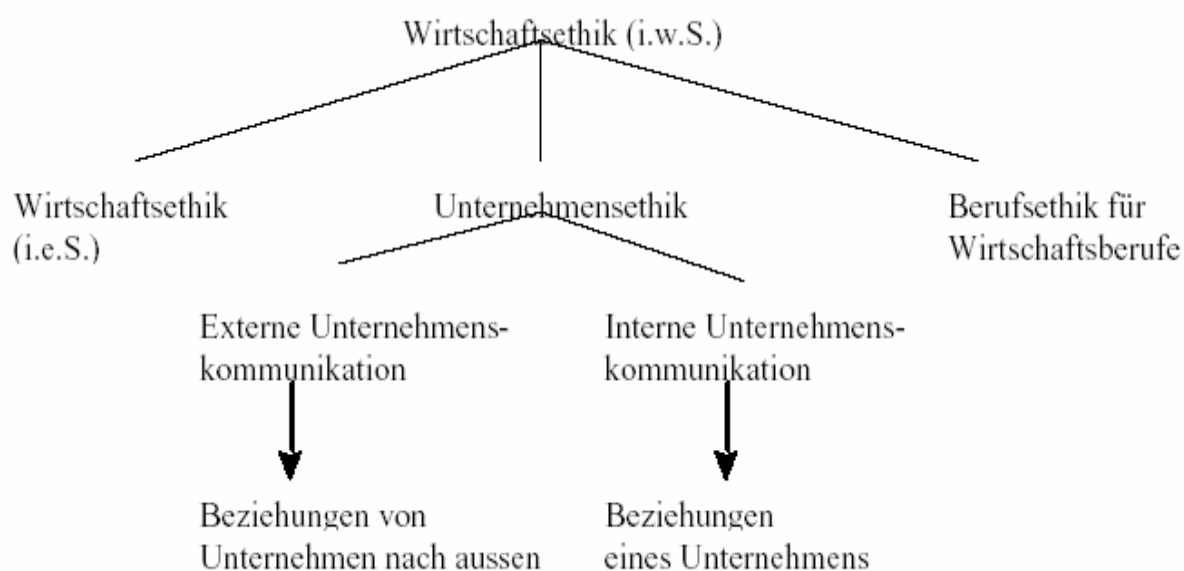 Wirtschaftsethik (i.w.S.)
Wirtschaftsethik
(i.e.S.)
Unternehmensethik
Berufsethik für
Wirtschaftsberufe
Externe Unternehmens-
kommunikation
Interne Unternehmens-
kommunikation
Beziehungen von
Unternehmen nach aussen
Beziehungen
eines Unternehmens